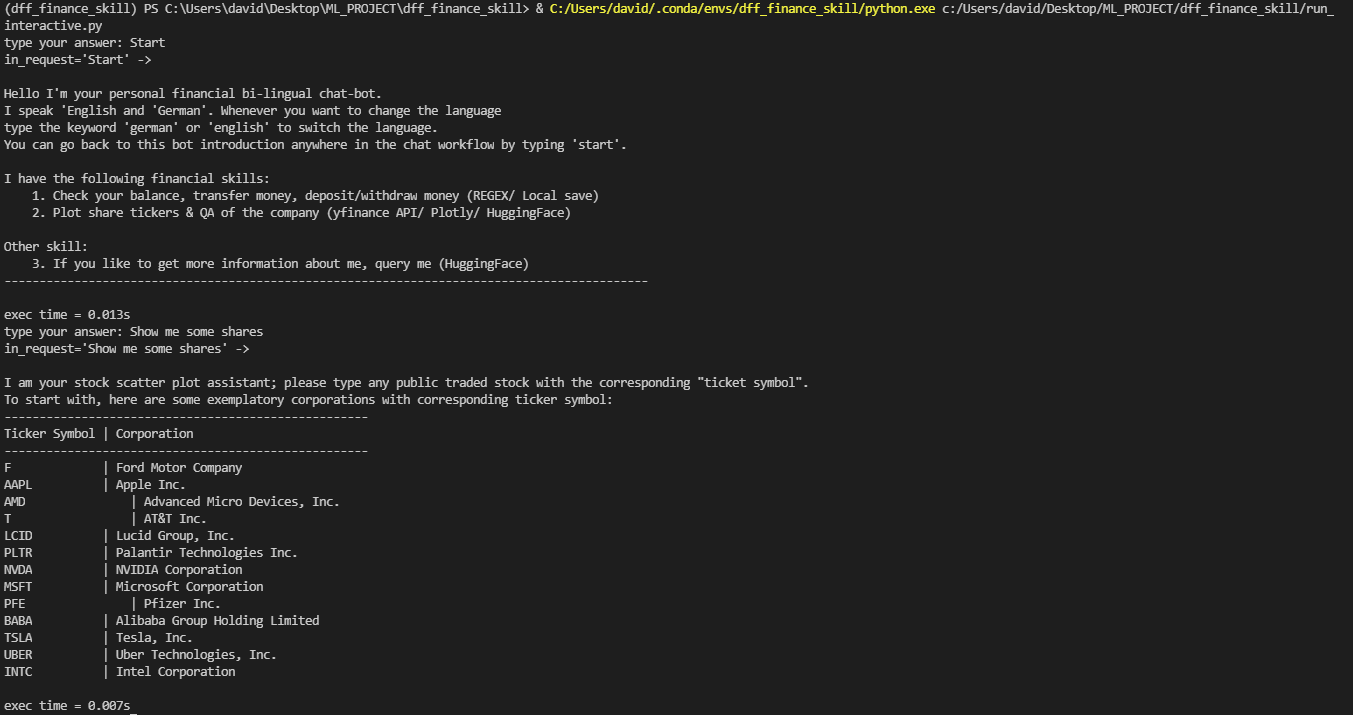 (dff_finance_skill) PS C:\Users\david\Desktop\ML_PROJECT\dff_finance_skill> & C:/Users/david/.conda/envs/dff_finance_skill/python.exe c:/Users/david/Desktop/ML_PROJECT/dff_finance_skill/run_
interactive.py
type your answer: Start
in_request='Start' ->
Hello I'm your personal financial bi-lingual chat-bot.
I speak 'English and 'German'. Whenever you want to change the language
type the keyword 'german' or 'english' to switch the language.
You can go back to this bot introduction anywhere in the chat workflow by typing 'start'.
I have the following financial skills:
1. Check your balance, transfer money, deposit/withdraw money (REGEX/ Local save)
2. Plot share tickers & QA of the company (yfinance API/ Plotly/ HuggingFace)
Other skill:
3. If you like to get more information about me, query me (HuggingFace)
--------------------------------------------------------------------------------------------
exec time = 0.013s
type your answer: Show me some shares
in_request='Show me some shares' ->
I am your stock scatter plot assistant; please type any public traded stock with the corresponding "ticket symbol".
To start with, here are some exemplatory corporations with corresponding ticker symbol:
----------------------------------------------------
Ticker Symbol | Corporation
----------------------------------------------------
F | Ford Motor Company
AAPL | Apple Inc.
AMD | Advanced Micro Devices, Inc.
T | AT&T Inc.
LCID | Lucid Group, Inc.
PLTR | Palantir Technologies Inc.
NVDA | NVIDIA Corporation
MSFT | Microsoft Corporation
PFE | Pfizer Inc.
BABA | Alibaba Group Holding Limited
TSLA | Tesla, Inc.
UBER | Uber Technologies, Inc.
INTC | Intel Corporation
exec time = 0.007s